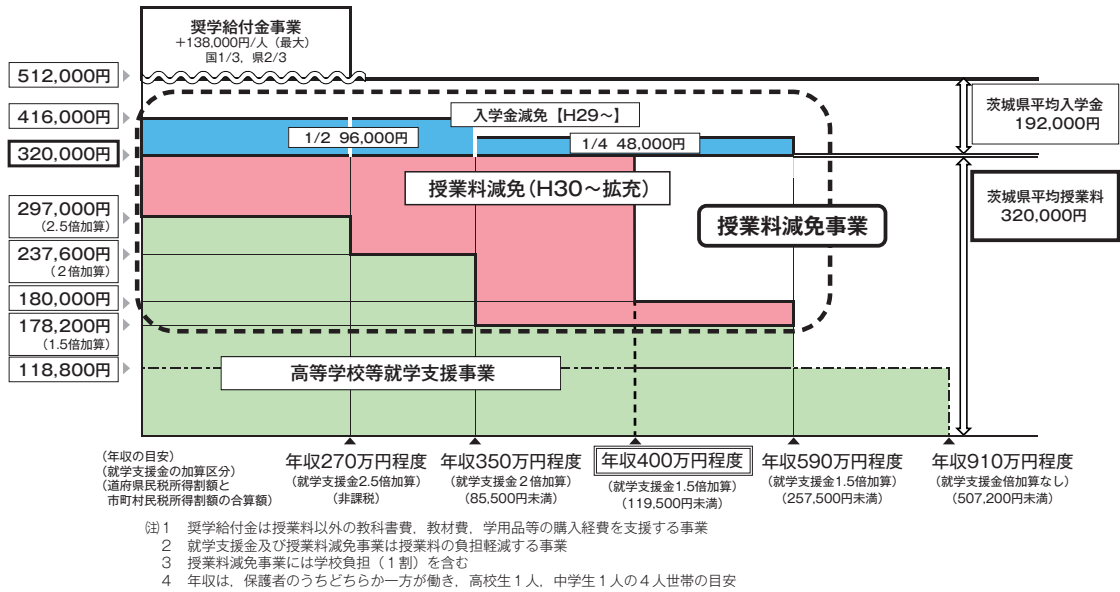 奨学給付金事業
+138,000円/人（最大）
国1/3，県2/3
512,000円
416,000円
320,000円
297,000円
(2.5倍加算)
237,600円
(２倍加算)
180,000円
178,200円
(1.5倍加算)
118,800円
入学金減免【H29～】
1/2 96,000円
1/4 48,000円
授業料減免（H30～拡充）
授業料減免事業
高等学校等就学支援事業
茨城県平均入学金
192,000円
茨城県平均授業料
320,000円
(年収の目安)
(就学支援金の加算区分)
(道府県民税所得割額と
市町村民税所得割額の合算額)
年収270万円程度
(就学支援金2.5倍加算)
(非課税)
年収350万円程度
(就学支援金２倍加算)
(85,500円未満)
年収400万円程度
(就学支援金1.5倍加算)
(119,500円未満)
年収590万円程度
(就学支援金1.5倍加算)
(257,500円未満)
年収910万円程度
(就学支援金倍加算なし)
(507,200円未満)
(注)１　奨学給付金は授業料以外の教科書費，教材費，学用品等の購入経費を支援する事業
２　就学支援金及び授業料減免事業は授業料の負担軽減する事業
３　授業料減免事業には学校負担（１割）を含む
４　年収は，保護者のうちどちらか一方が働き，高校生１人，中学生１人の４人世帯の目安